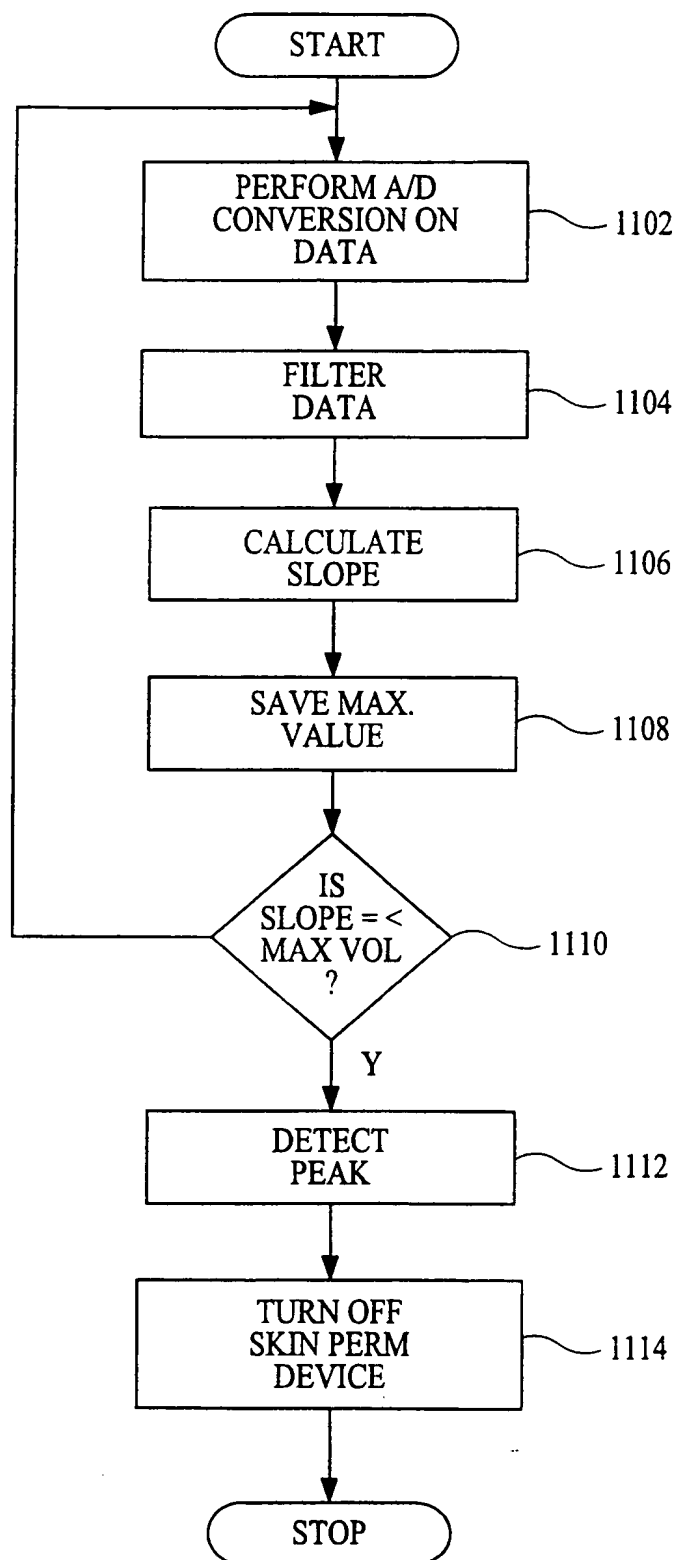 START
PERFORM A/D
CONVERSION ON
DATA
1102
FILTER
DATA
1104
CALCULATE
SLOPE
1106
SAVE MAX.
VALUE
1108
IS
SLOPE = <
MAX VOL
?
1110
Y
DETECT
PEAK
1112
TURN OFF
SKIN PERM
DEVICE
1114
STOP